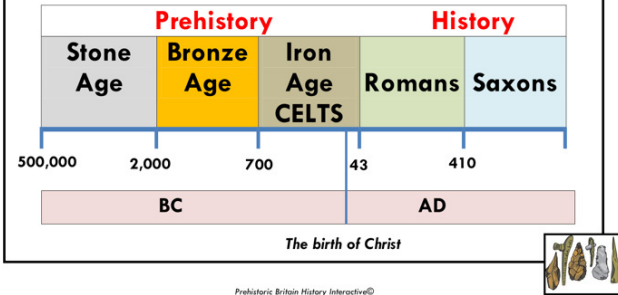 Prehistory History
Stone Age
Bronze Age
Iron Age CELTS
Romans
Saxons
500,000 2,000 700 43 410
BC AD
The birth of Christ
Prehistoric Britain History Interactive©